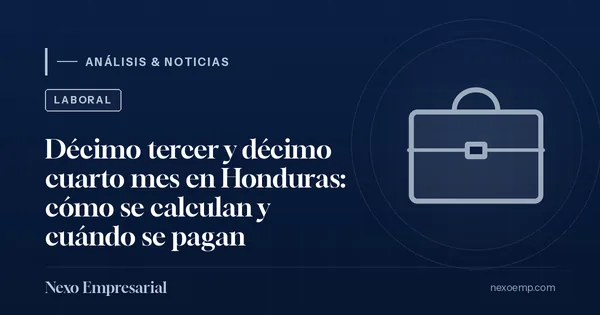 ANÁLISIS & NOTICIAS
LABORAL
Décimo tercer y décimo
cuarto mes en Honduras:
cómo se calculan y
cuándo se pagan
Nexo Empresarial
nexoemp.com